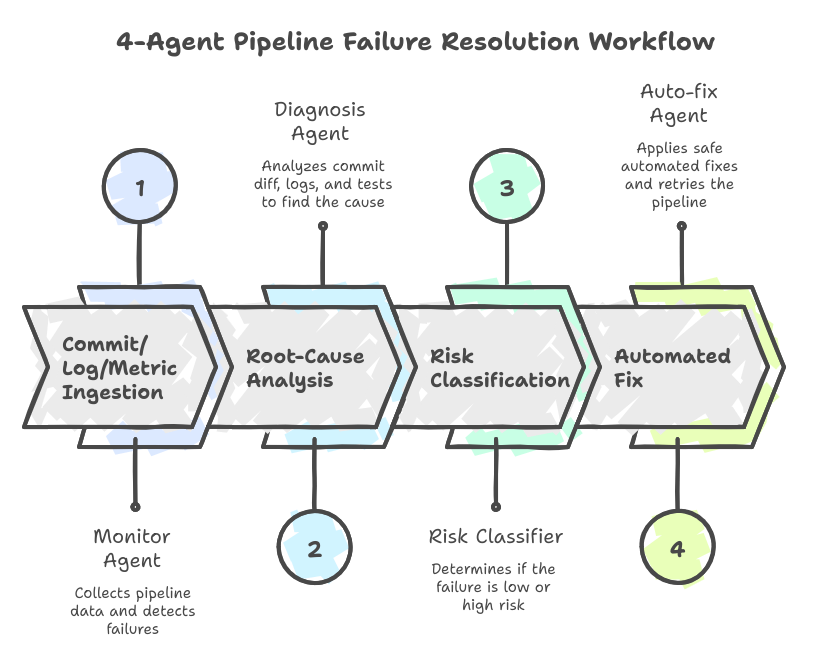 4-Agent Pipeline Failure Resolution Workflow
1
Commit/
Log/Metric
Ingestion
Monitor
Agent
Collects pipeline
data and detects
failures
Diagnosis
Agent
Analyzes commit
diff, logs, and tests
to find the cause
Root-Cause
Analysis
2
3
Risk
Classification
Risk Classifier
Determines if the
failure is low or
high risk
Auto-fix
Agent
Applies safe
automated fixes
and retries the
pipeline
Automated
Fix
4